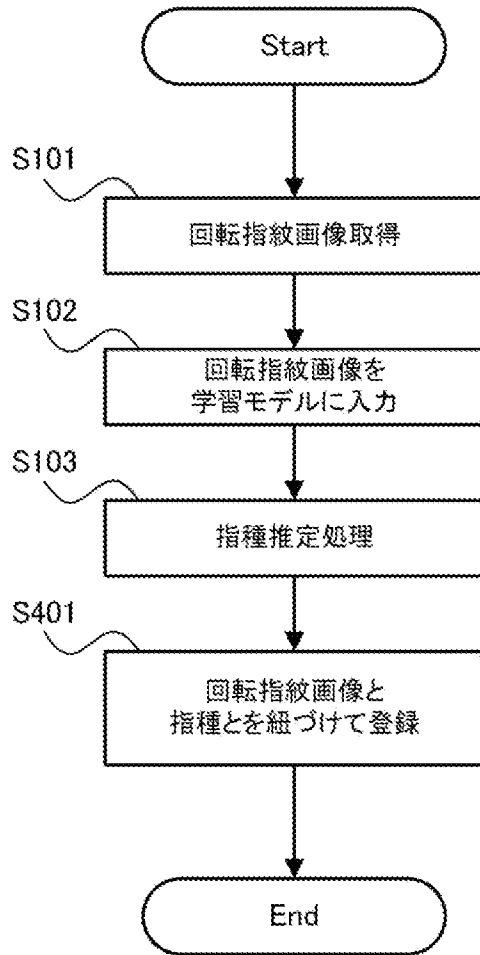 Start
S101
回転指紋画像取得
S102
回転指紋画像を
学習モデルに入力
S103
指種推定処理
S401
回転指紋画像と
指種とを紐づけて登録
End